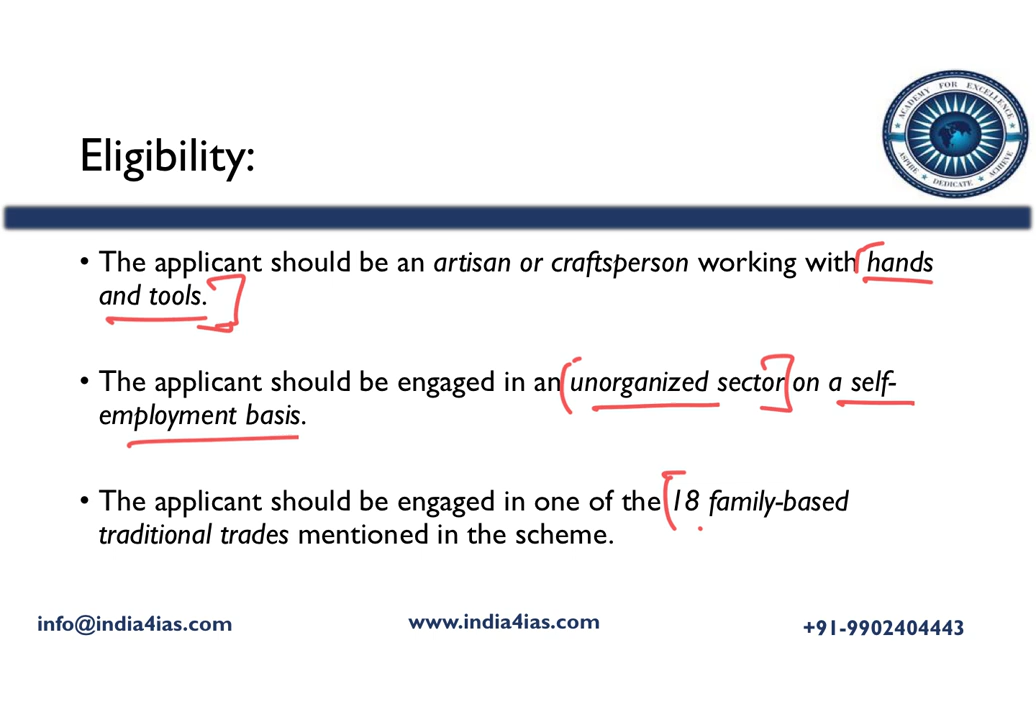 ACADEMY FOR EXCELLENCE
ASPIRE ★ DEDICATE ★ ACHIEVE
Eligibility:
• The applicant should be an artisan or craftsperson working with hands
and tools.
• The applicant should be engaged in an unorganized sector on a self-
employment basis.
• The applicant should be engaged in one of the 18 family-based
traditional trades mentioned in the scheme.
info@india4ias.com
www.india4ias.com
+91-9902404443